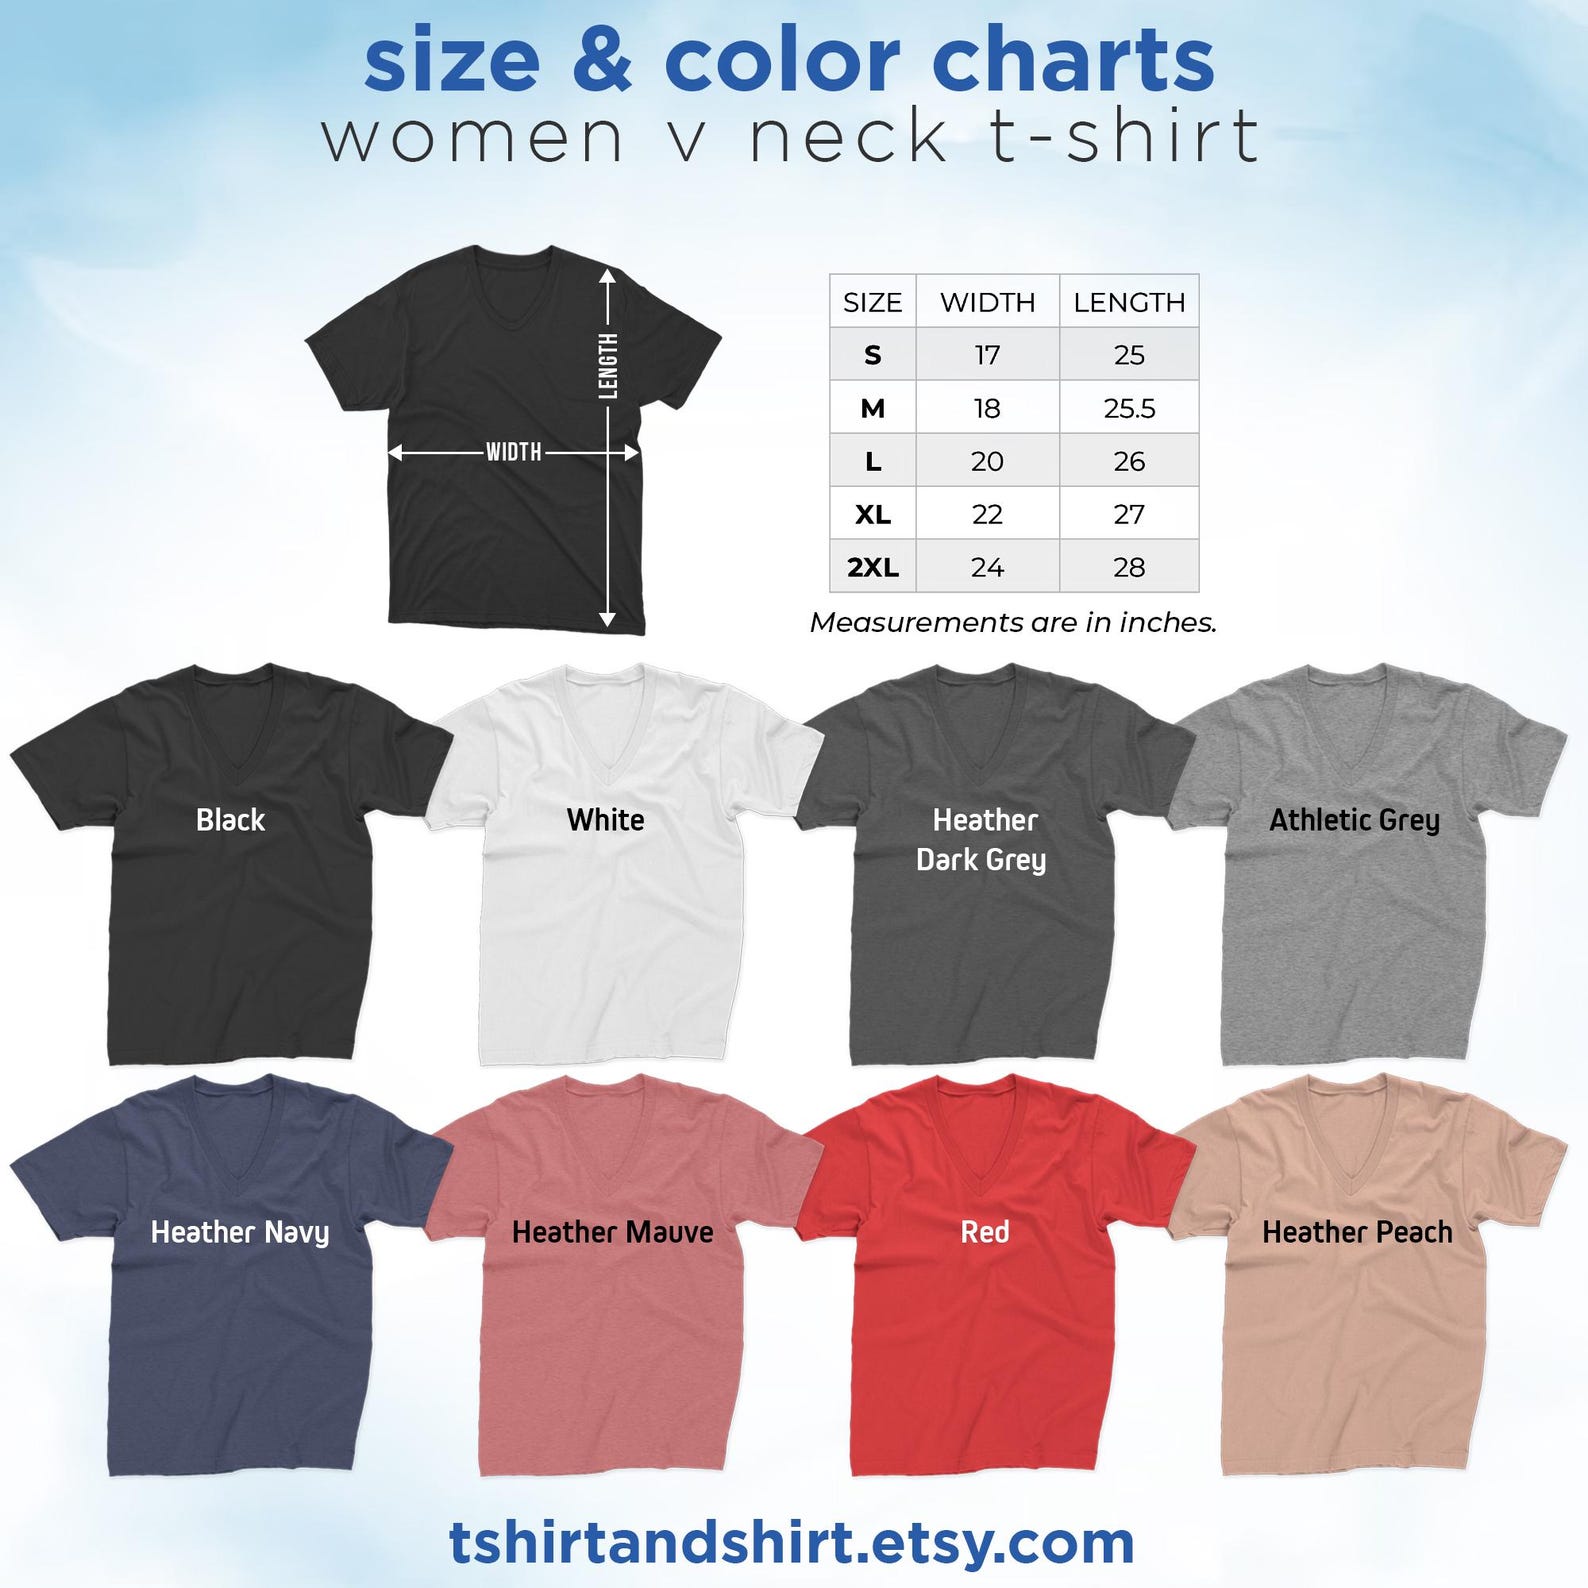 size & color charts
women v neck t-shirt
LENGTH
WIDTH
SIZE WIDTH LENGTH
S 17 25
M 18 25.5
L 20 26
XL 22 27
2XL 24 28
Measurements are in inches.
Black
White
Heather
Dark Grey
Athletic Grey
Heather Navy
Heather Mauve
Red
Heather Peach
tshirtandshirt.etsy.com